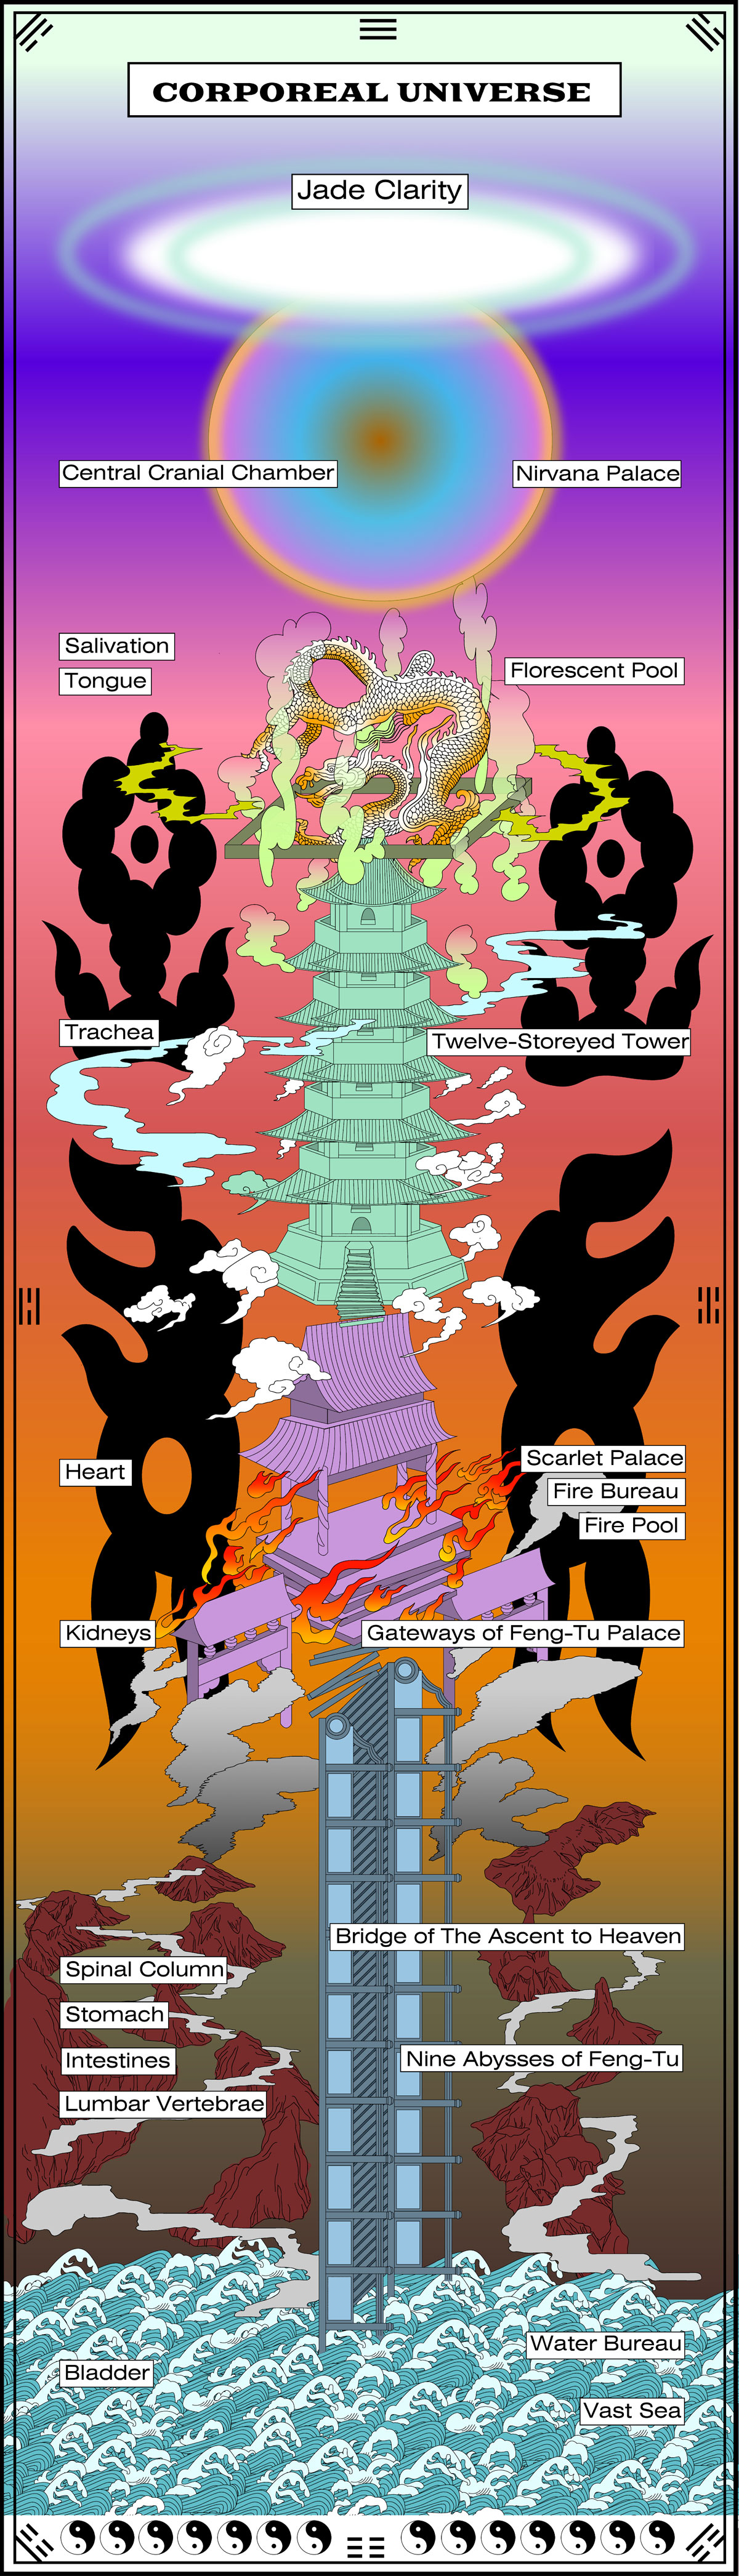 CORPOREAL UNIVERSE
Jade Clarity
Central Cranial Chamber
Nirvana Palace
Salivation
Tongue
Florescent Pool
Trachea
Twelve-Storeyed Tower
Heart
Scarlet Palace
Fire Bureau
Fire Pool
Kidneys
Gateways of Feng-Tu Palace
Bridge of The Ascent to Heaven
Spinal Column
Stomach
Intestines
Nine Abysses of Feng-Tu
Lumbar Vertebrae
Water Bureau
Bladder
Vast Sea